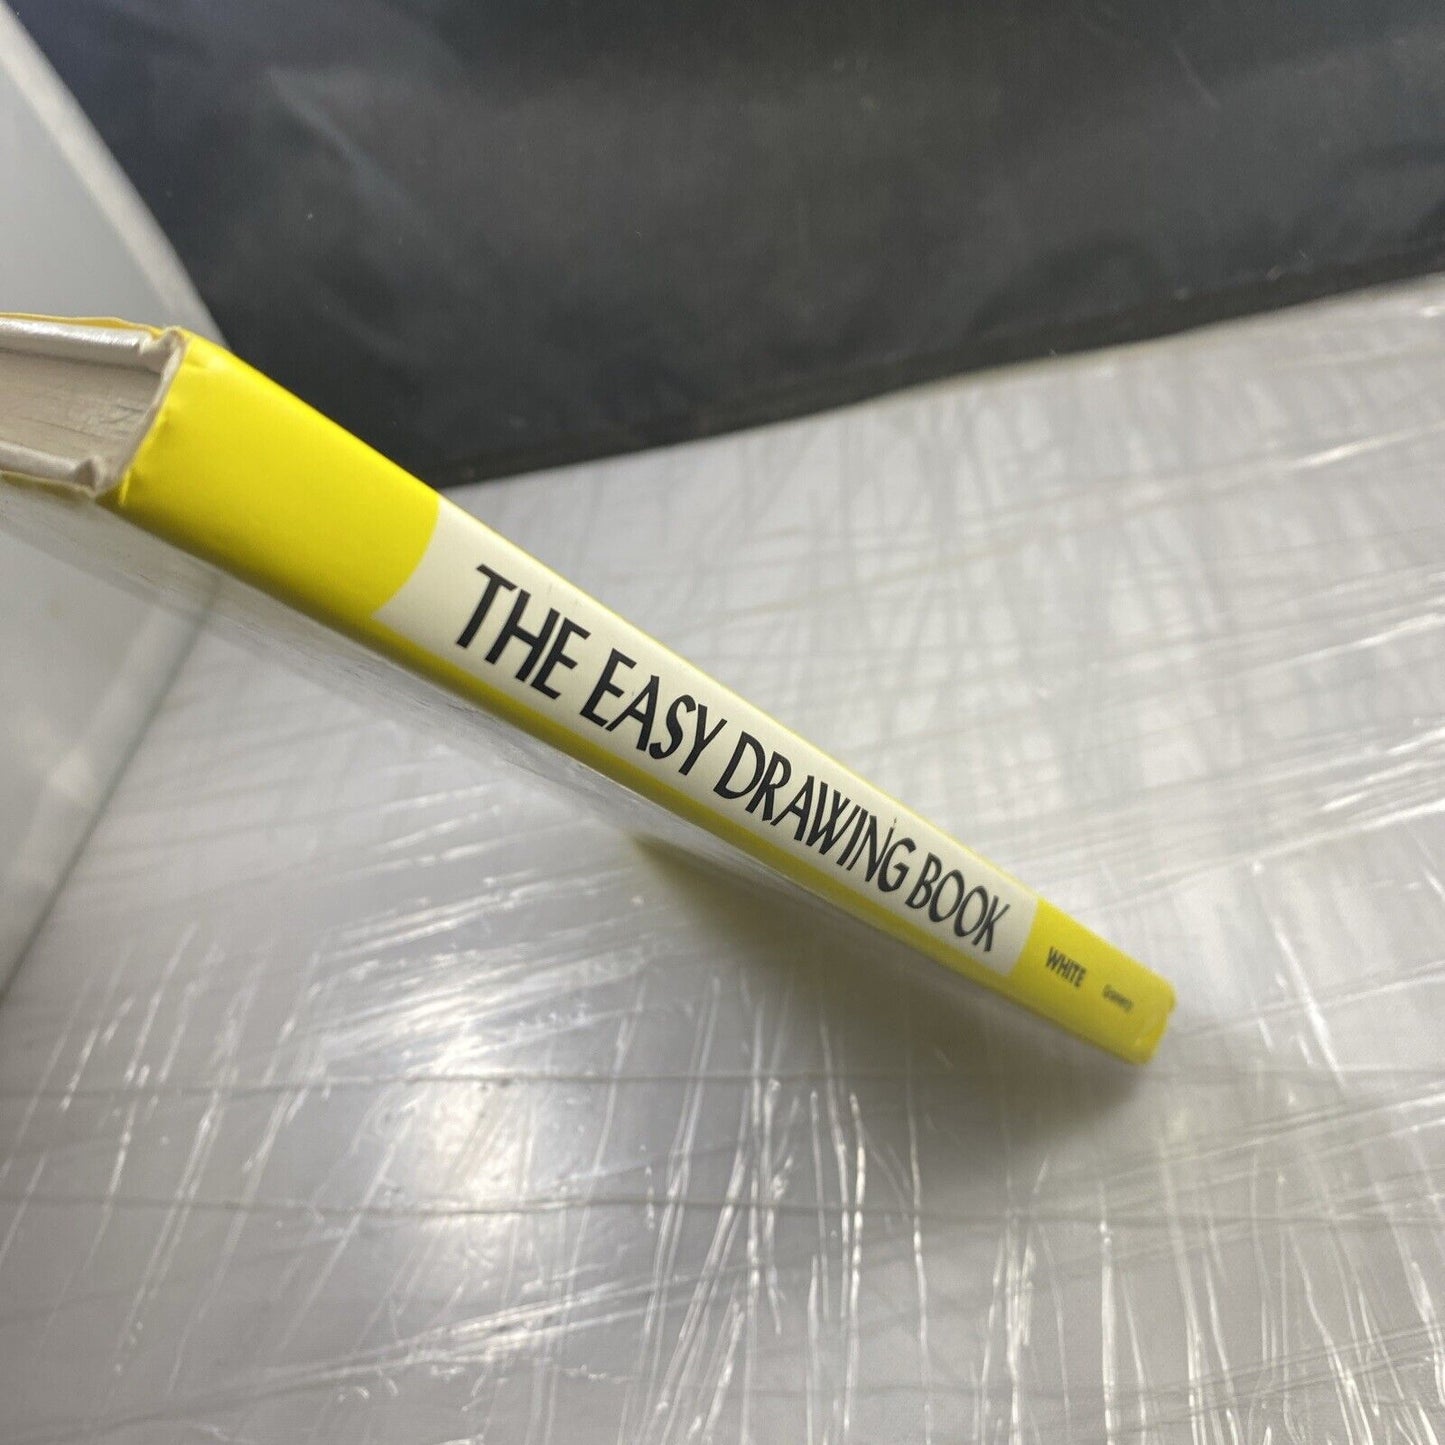 THE EASY DRAWING BOOK
WHITE